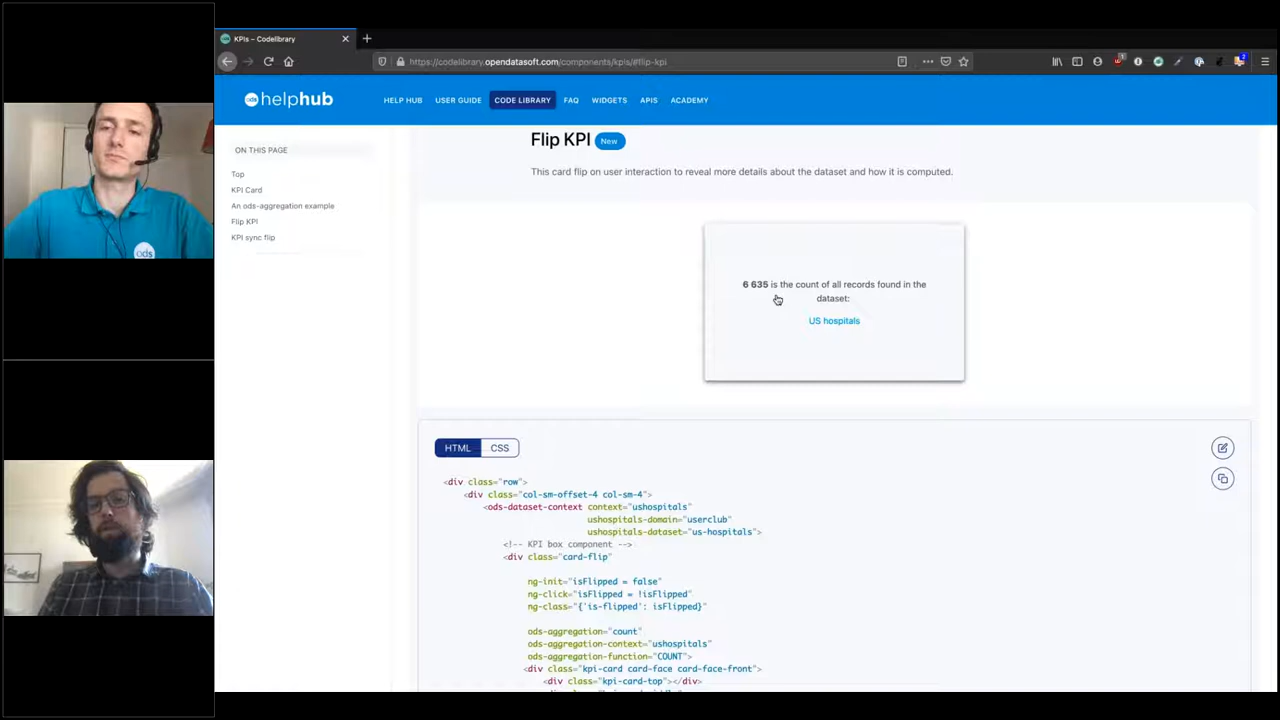 KPIs – Codelibrary
https://codelibrary.opendatasoft.com/components/kpis/#flip-kpi
ods helphub
HELP HUB
USER GUIDE
CODE LIBRARY
FAQ
WIDGETS
APIS
ACADEMY
ON THIS PAGE
Top
KPI Card
An ods-aggregation example
Flip KPI
KPI sync flip
Flip KPI New
This card flip on user interaction to reveal more details about the dataset and how it is computed.
6 635 is the count of all records found in the
dataset:
US hospitals
HTML CSS
<div class="row">
<div class="col-sm-offset-4 col-sm-4">
<ods-dataset-context context="ushospitals"
ushospitals-domain="userclub"
ushospitals-dataset="us-hospitals">
<!-- KPI box component -->
<div class="card-flip"
ng-init="isFlipped = false"
ng-click="isFlipped = !isFlipped"
ng-class="{'is-flipped': isFlipped}"
ods-aggregation="count"
ods-aggregation-context="ushospitals"
ods-aggregation-function="COUNT">
<div class="kpi-card card-face card-face-front">
<div class="kpi-card-top"></div>
ods